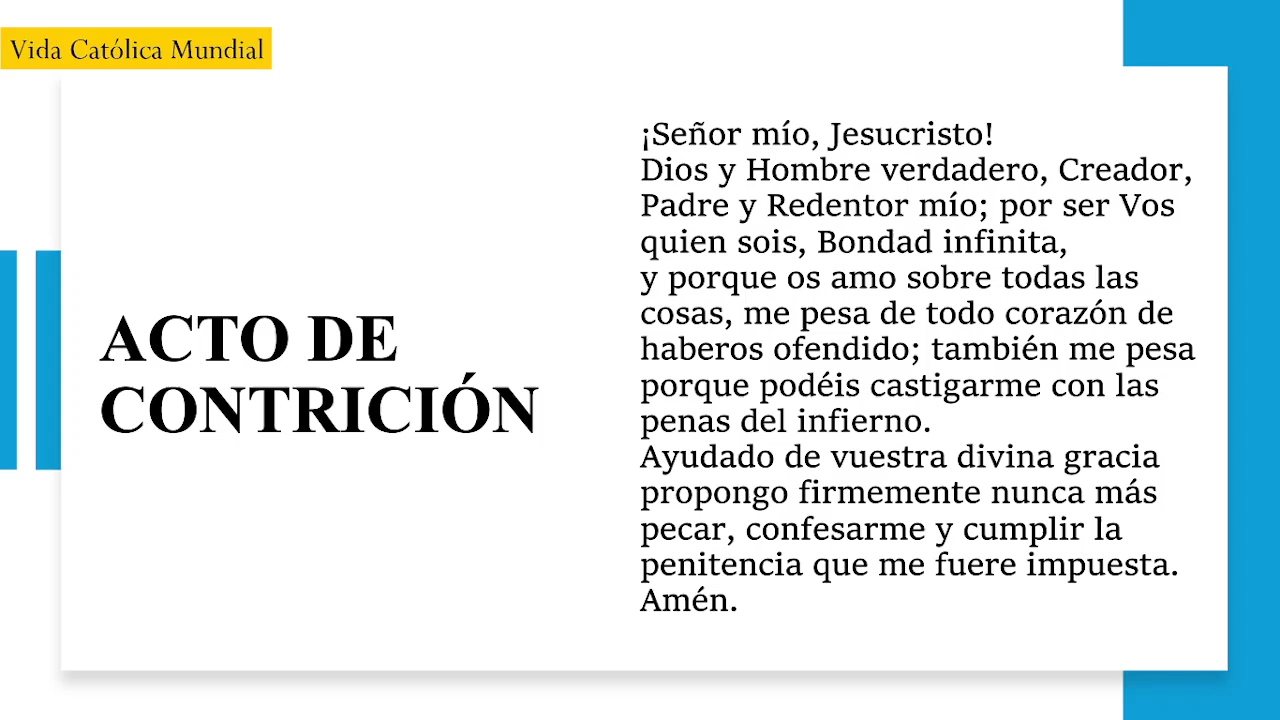 Vida Católica Mundial
ACTO DE
CONTRICIÓN
¡Señor mío, Jesucristo!
Dios y Hombre verdadero, Creador,
Padre y Redentor mío; por ser Vos
quien sois, Bondad infinita,
y porque os amo sobre todas las
cosas, me pesa de todo corazón de
haberos ofendido; también me pesa
porque podéis castigarme con las
penas del infierno.
Ayudado de vuestra divina gracia
propongo firmemente nunca más
pecar, confesarme y cumplir la
penitencia que me fuere impuesta.
Amén.